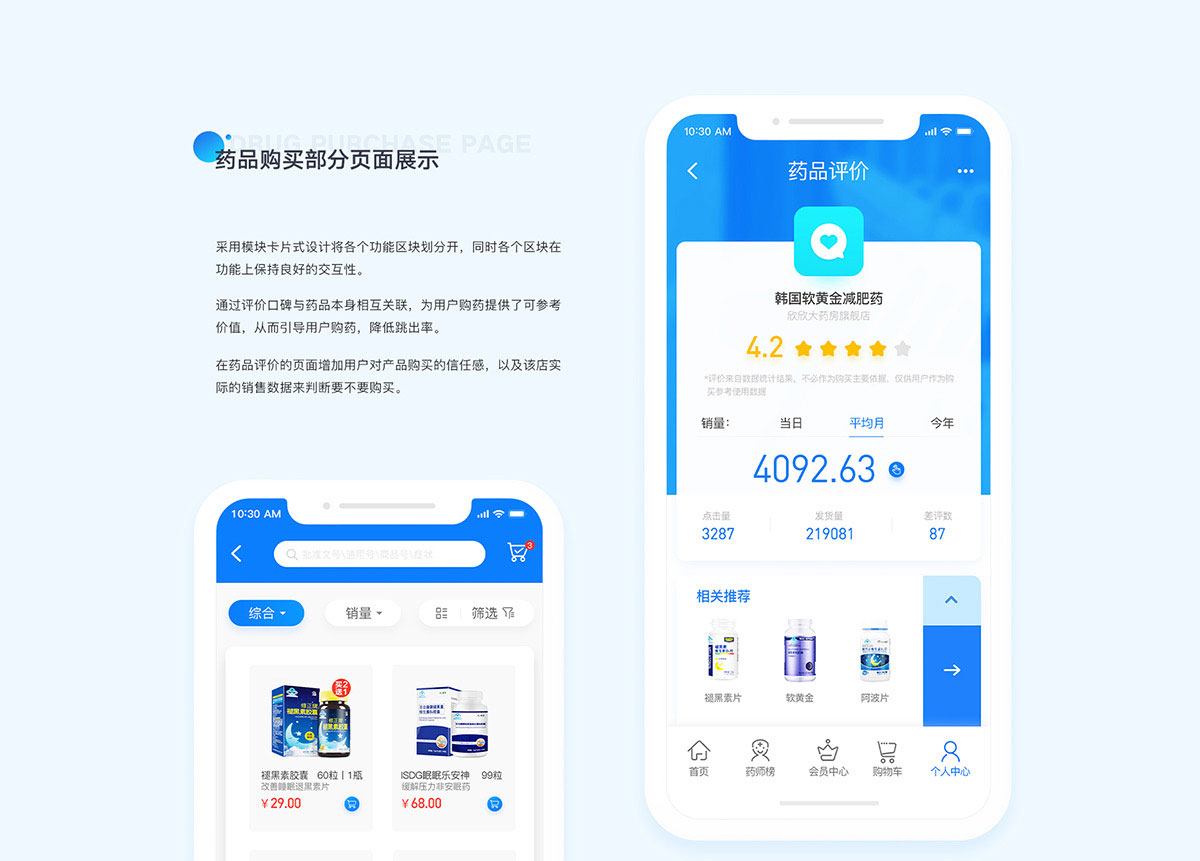 DRUG PURCHASE PAGE
药品购买部分页面展示
采用模块卡片式设计将各个功能区块划分开，同时各个区块在
功能上保持良好的交互性。
通过评价口碑与药品本身相互关联，为用户购药提供了可参考
价值，从而引导用户购药，降低跳出率。
在药品评价的页面增加用户对产品购买的信任感，以及该店实
际的销售数据来判断要不要购买。
10:30 AM
3
综合
销量
筛选
买2
送1
修正牌
褪黑素胶囊
褪黑素胶囊 60粒丨1瓶
改善睡眠退黑素片
¥29.00
ISDG眠眠乐安神 99粒
缓解压力非安眠药
¥68.00
10:30 AM
药品评价
韩国软黄金减肥药
欣欣大药房旗舰店
4.2
*评价来自数据统计结果。不必作为购买主要依据、仅供用户作为购
买参考使用数据
销量：
当日
平均月
今年
4092.63
点击量
发货量
差评数
3287
219081
87
相关推荐
褪黑素片
软黄金
阿波片
首页
药师榜
会员中心
购物车
个人中心